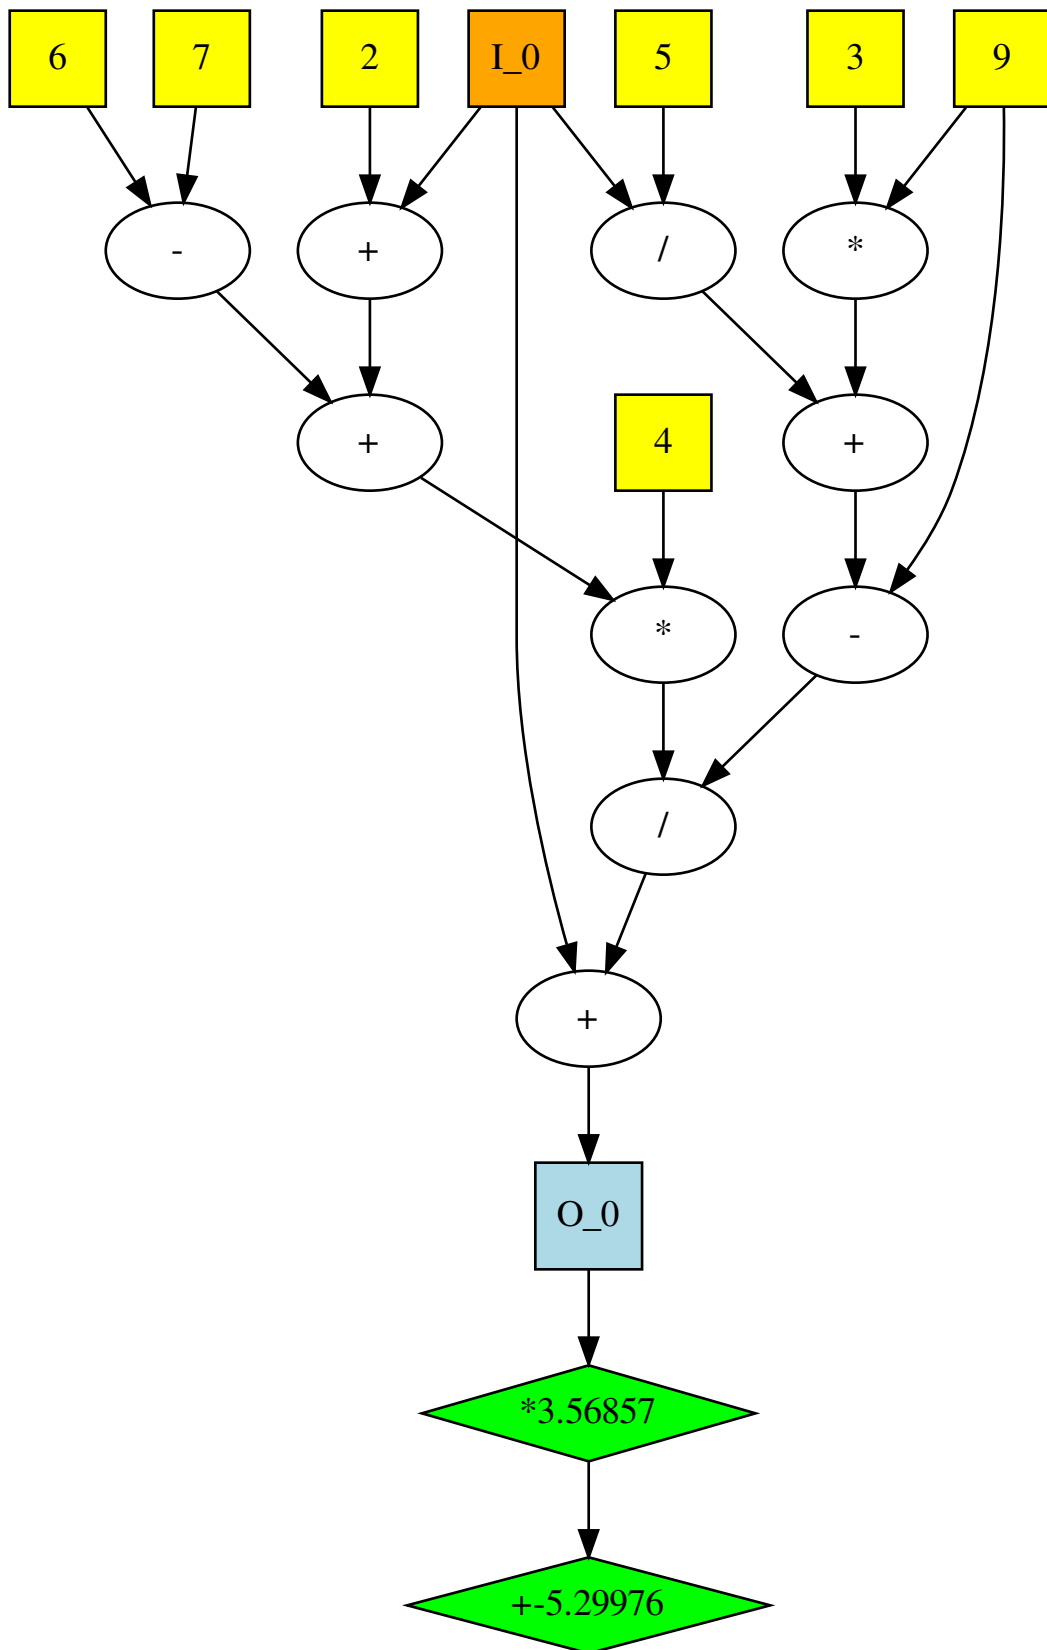 6 7 2 I_0 5 3 9
- + / *
+ 4 +
* -
/
+
O_0
*3.56857
+-5.29976